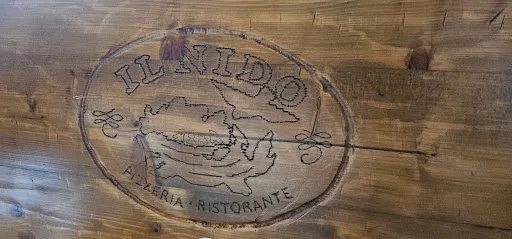 IL NIDO
PIZZERIA · RISTORANTE